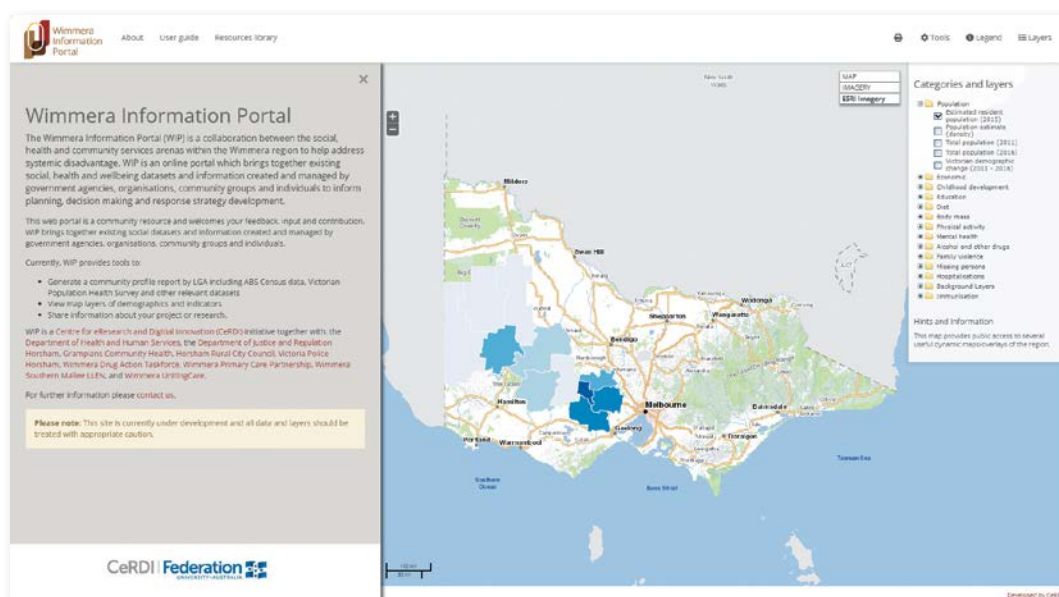 Wimmera
Information
Portal
About
User guide
Resources library
Tools
Legend
Layers
Wimmera Information Portal
The Wimmera Information Portal (WIP) is a collaboration between the social,
health and community services arenas within the Wimmera region to help address
systemic disadvantage. WIP is an online portal which brings together existing
social, health and wellbeing datasets and information created and managed by
government agencies, organisations, community groups and individuals to inform
planning, decision making and response strategy development.
This web portal is a community resource and welcomes your feedback, input and contribution.
WIP brings together existing social datasets and information created and managed by
government agencies, organisations, community groups and individuals.
Currently, WIP provides tools to:
• Generate a community profile report by LGA including ABS Census data, Victorian
Population Health Survey and other relevant datasets
• View map layers of demographics and indicators
• Share information about your project or research.
WIP is a Centre for eResearch and Digital Innovation (CeRDI) initiative together with: the
Department of Health and Human Services, the Department of Justice and Regulation
Horsham, Grampians Community Health, Horsham Rural City Council, Victoria Police
Horsham, Wimmera Drug Action Taskforce, Wimmera Primary Care Partnership, Wimmera
Southern Mallee LLEN, and Wimmera UnitingCare.
For further information please contact us.
Please note: This site is currently under development and all data and layers should be
treated with appropriate caution.
CeRDI Federation
UNIVERSITY • AUSTRALIA
MAP
IMAGERY
ESRI Imagery
Mildura
Swan Hill
Wodonga
Shepparton
Wangaratta
Bendigo
Hamilton
Melbourne
Bairnsdale
Geelong
Traralgon
Portland
Warrnambool
Southern
Ocean
Bass Strait
Tasman Sea
Categories and layers
Population
Estimated resident
population (2015)
Population estimate
(density)
Total population (2011)
Total population (2016)
Victorian demographic
change (2011 - 2016)
Economic
Childhood development
Education
Diet
Body mass
Physical activity
Mental health
Alcohol and other drugs
Family violence
Missing persons
Hospitalisations
Background Layers
Immunisation
Hints and Information
This map provides public access to several
useful dynamic maps/overlays of the region.